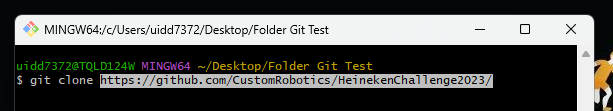 MINGW64:/c/Users/uidd7372/Desktop/Folder Git Test
uidd7372@TQLD124W MINGW64 ~/Desktop/Folder Git Test
$ git clone https://github.com/CustomRobotics/HeinekenChallenge2023/